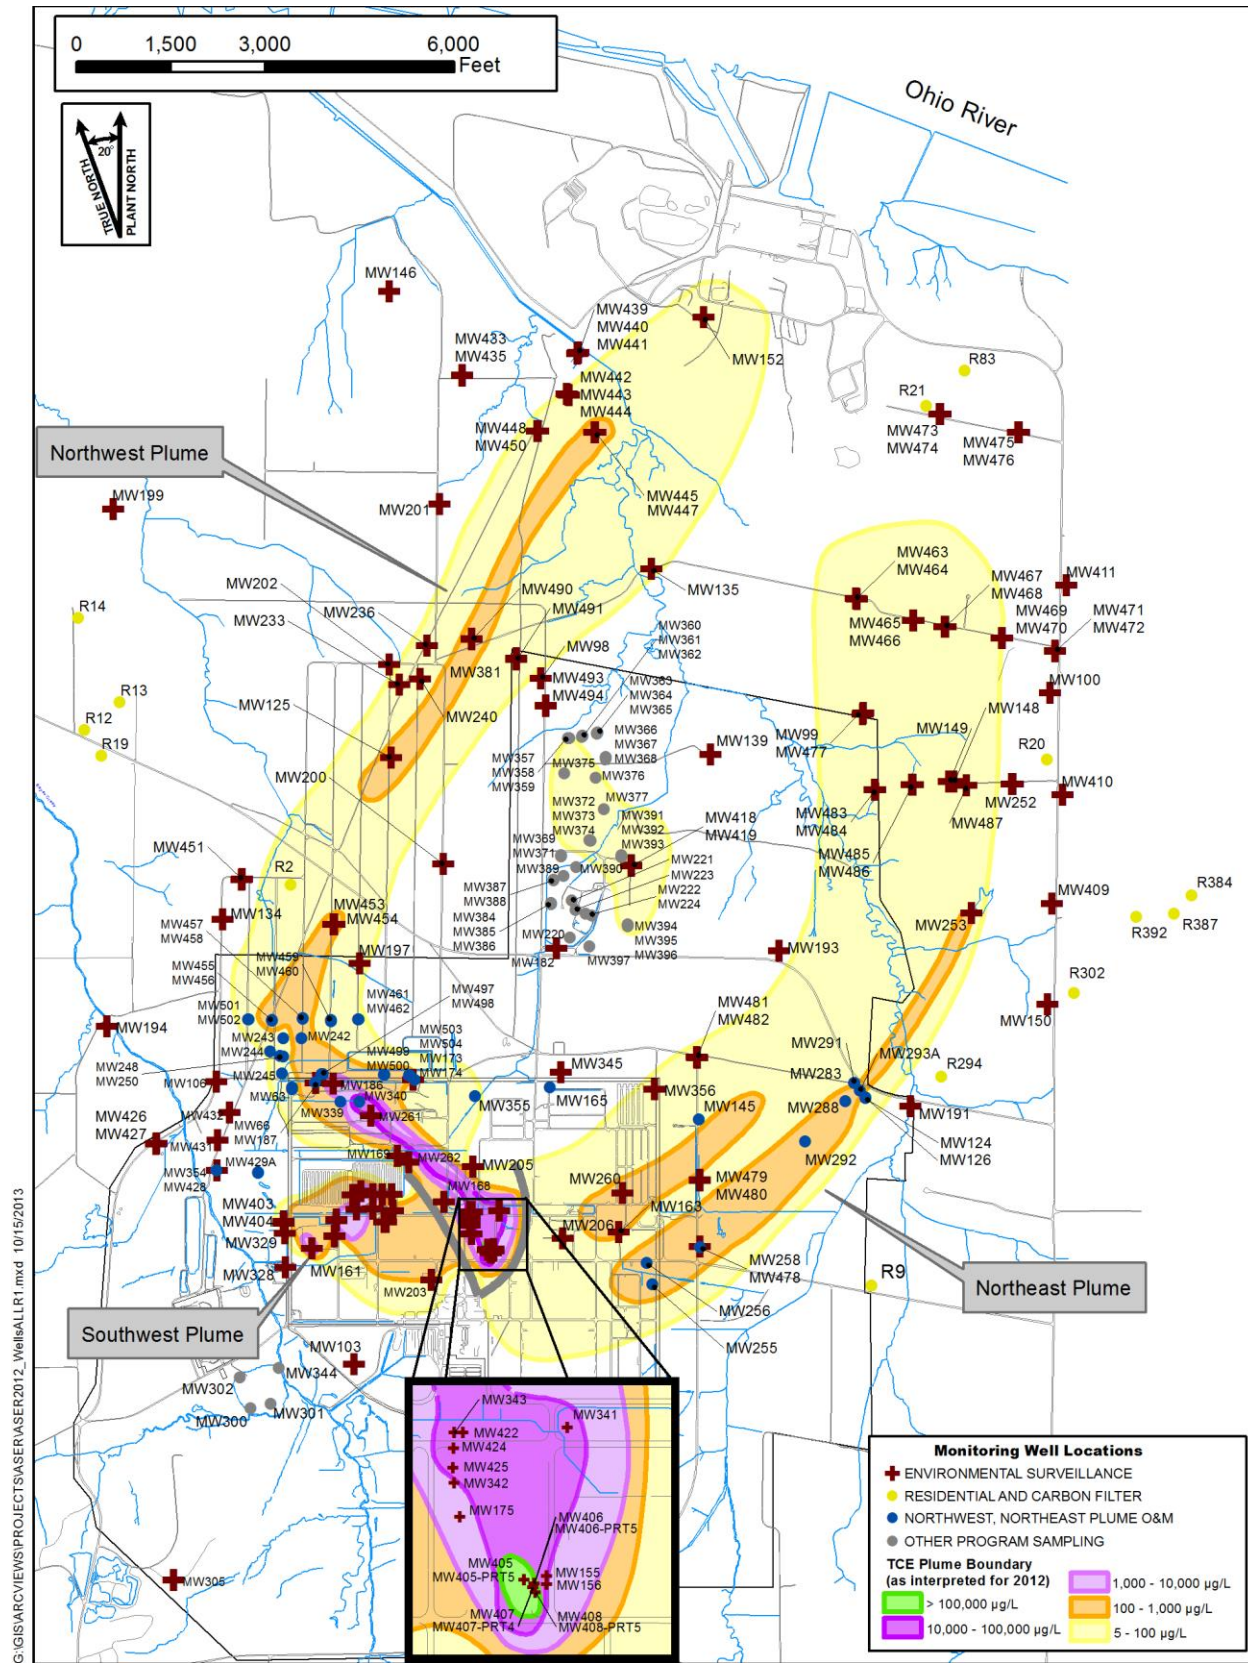 0 1,500 3,000 6,000
Feet
TRUE NORTH
20°
PLANT NORTH
Ohio River
MW146
MW439
MW440
MW441
MW433
MW435
MW152
MW442
MW443
MW444
R83
R21
MW473
MW474
MW475
MW476
MW448
MW450
Northwest Plume
MW445
MW447
MW199
MW201
MW202
MW490
MW135
MW463
MW464
MW467
MW468
MW411
R14
MW236
MW491
MW465
MW466
MW469
MW470
MW471
MW472
MW233
MW98
MW360
MW361
MW362
MW381
MW493
MW494
MW363
MW364
MW365
MW100
R13
MW125
MW240
MW366
MW367
MW368
MW148
MW149
R12
R19
MW357
MW358
MW359
MW375
MW376
MW139
MW99
MW477
R20
MW200
MW377
MW252
MW410
MW372
MW373
MW374
MW391
MW392
MW393
MW418
MW419
MW483
MW484
MW487
MW485
MW486
MW451
R2
MW369
MW371
MW389
MW390
MW221
MW223
MW222
MW224
MW387
MW388
MW384
MW385
MW386
MW409
R384
R392
R387
MW134
MW453
MW454
MW457
MW458
MW253
MW220
MW394
MW395
MW396
MW197
MW459
MW460
MW182
MW397
MW193
MW455
MW456
R302
MW501
MW502
MW461
MW462
MW497
MW498
MW481
MW482
MW150
MW194
MW243
MW242
MW503
MW504
MW173
MW174
MW291
MW244
MW499
MW500
MW293A
MW248
MW250
MW245
MW345
MW283
R294
MW106
MW186
MW356
MW63
MW340
MW355
MW165
MW145
MW288
MW191
MW426
MW427
MW432
MW66
MW339
MW261
MW187
MW124
MW126
MW431
MW292
MW169
MW262
MW205
MW354
MW428
MW429A
MW260
MW479
MW480
MW168
MW163
MW403
MW404
MW206
MW329
MW258
MW478
MW328
MW161
MW203
R9
Northeast Plume
MW256
Southwest Plume
MW255
MW103
MW344
MW302
MW300
MW301
MW343
MW341
MW422
MW424
MW425
MW342
MW175
MW406
MW406-PRT5
MW405
MW405-PRT5
MW155
MW156
MW407
MW407-PRT4
MW408
MW408-PRT5
MW305
Monitoring Well Locations
ENVIRONMENTAL SURVEILLANCE
RESIDENTIAL AND CARBON FILTER
NORTHWEST, NORTHEAST PLUME O&M
OTHER PROGRAM SAMPLING
TCE Plume Boundary
(as interpreted for 2012)
> 100,000 µg/L
10,000 - 100,000 µg/L
1,000 - 10,000 µg/L
100 - 1,000 µg/L
5 - 100 µg/L
G:\GIS\ARCVIEWS\PROJECTS\ASER\ASER2012_WellsALLR1.mxd 10/15/2013